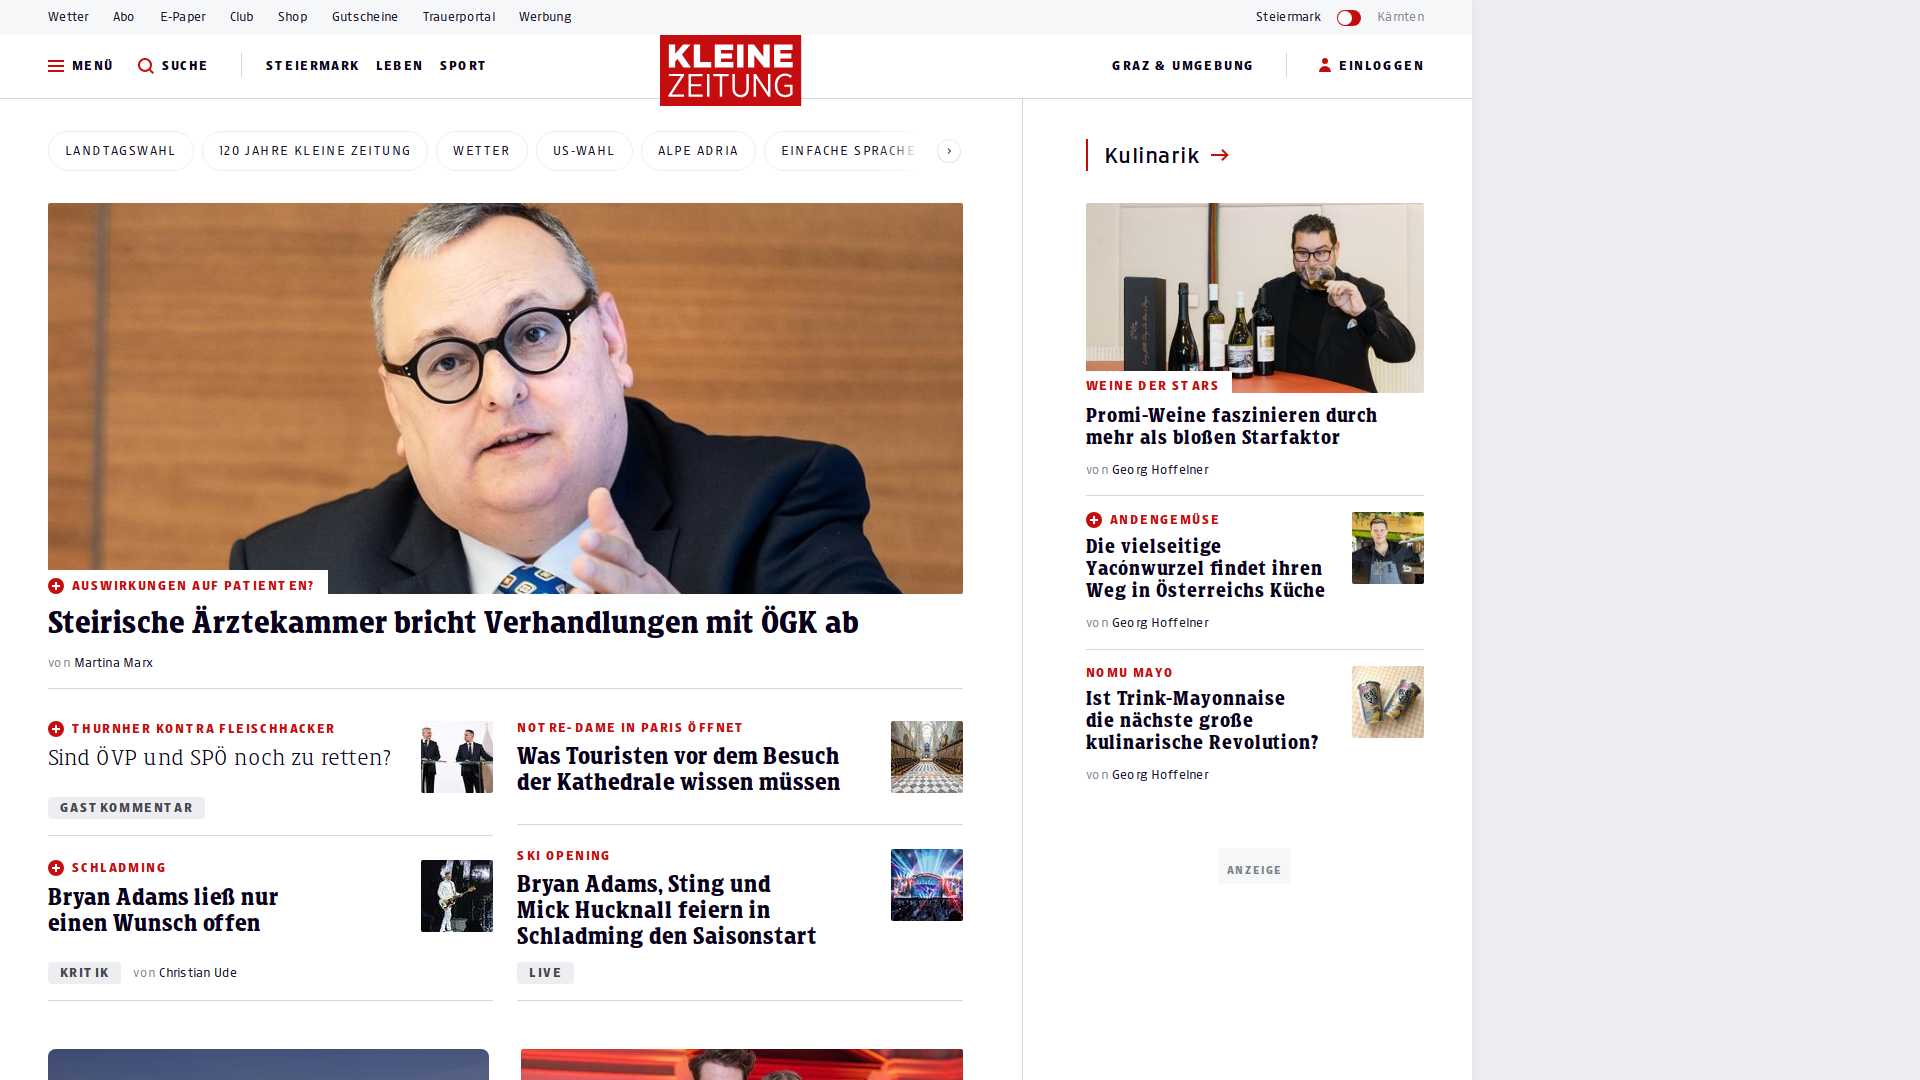 Wetter Abo E-Paper Club Shop Gutscheine Trauerportal Werbung Steiermark Kärnten
MENÜ SUCHE STEIERMARK LEBEN SPORT KLEINE ZEITUNG GRAZ & UMGEBUNG EINLOGGEN
LANDTAGSWAHL 120 JAHRE KLEINE ZEITUNG WETTER US-WAHL ALPE ADRIA EINFACHE SPRACHE
AUSWIRKUNGEN AUF PATIENTEN?
Steirische Ärztekammer bricht Verhandlungen mit ÖGK ab
von Martina Marx
THURNHER KONTRA FLEISCHHACKER
Sind ÖVP und SPÖ noch zu retten?
GASTKOMMENTAR
NOTRE-DAME IN PARIS ÖFFNET
Was Touristen vor dem Besuch
der Kathedrale wissen müssen
SCHLADMING
Bryan Adams ließ nur
einen Wunsch offen
KRITIK von Christian Ude
SKI OPENING
Bryan Adams, Sting und
Mick Hucknall feiern in
Schladming den Saisonstart
LIVE
Kulinarik
WEINE DER STARS
Promi-Weine faszinieren durch
mehr als bloßen Starfaktor
von Georg Hoffelner
ANDENGEMÜSE
Die vielseitige
Yacónwurzel findet ihren
Weg in Österreichs Küche
von Georg Hoffelner
NOMU MAYO
Ist Trink-Mayonnaise
die nächste große
kulinarische Revolution?
von Georg Hoffelner
ANZEIGE